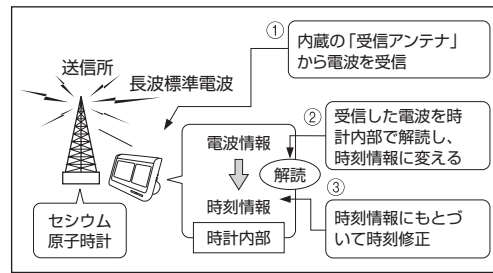 送信所
長波標準電波
セシウム
原子時計
①
内蔵の「受信アンテナ」
から電波を受信
②
受信した電波を時
計内部で解読し、
時刻情報に変える
電波情報
解読
時刻情報
時計内部
③
時刻情報にもとづ
いて時刻修正